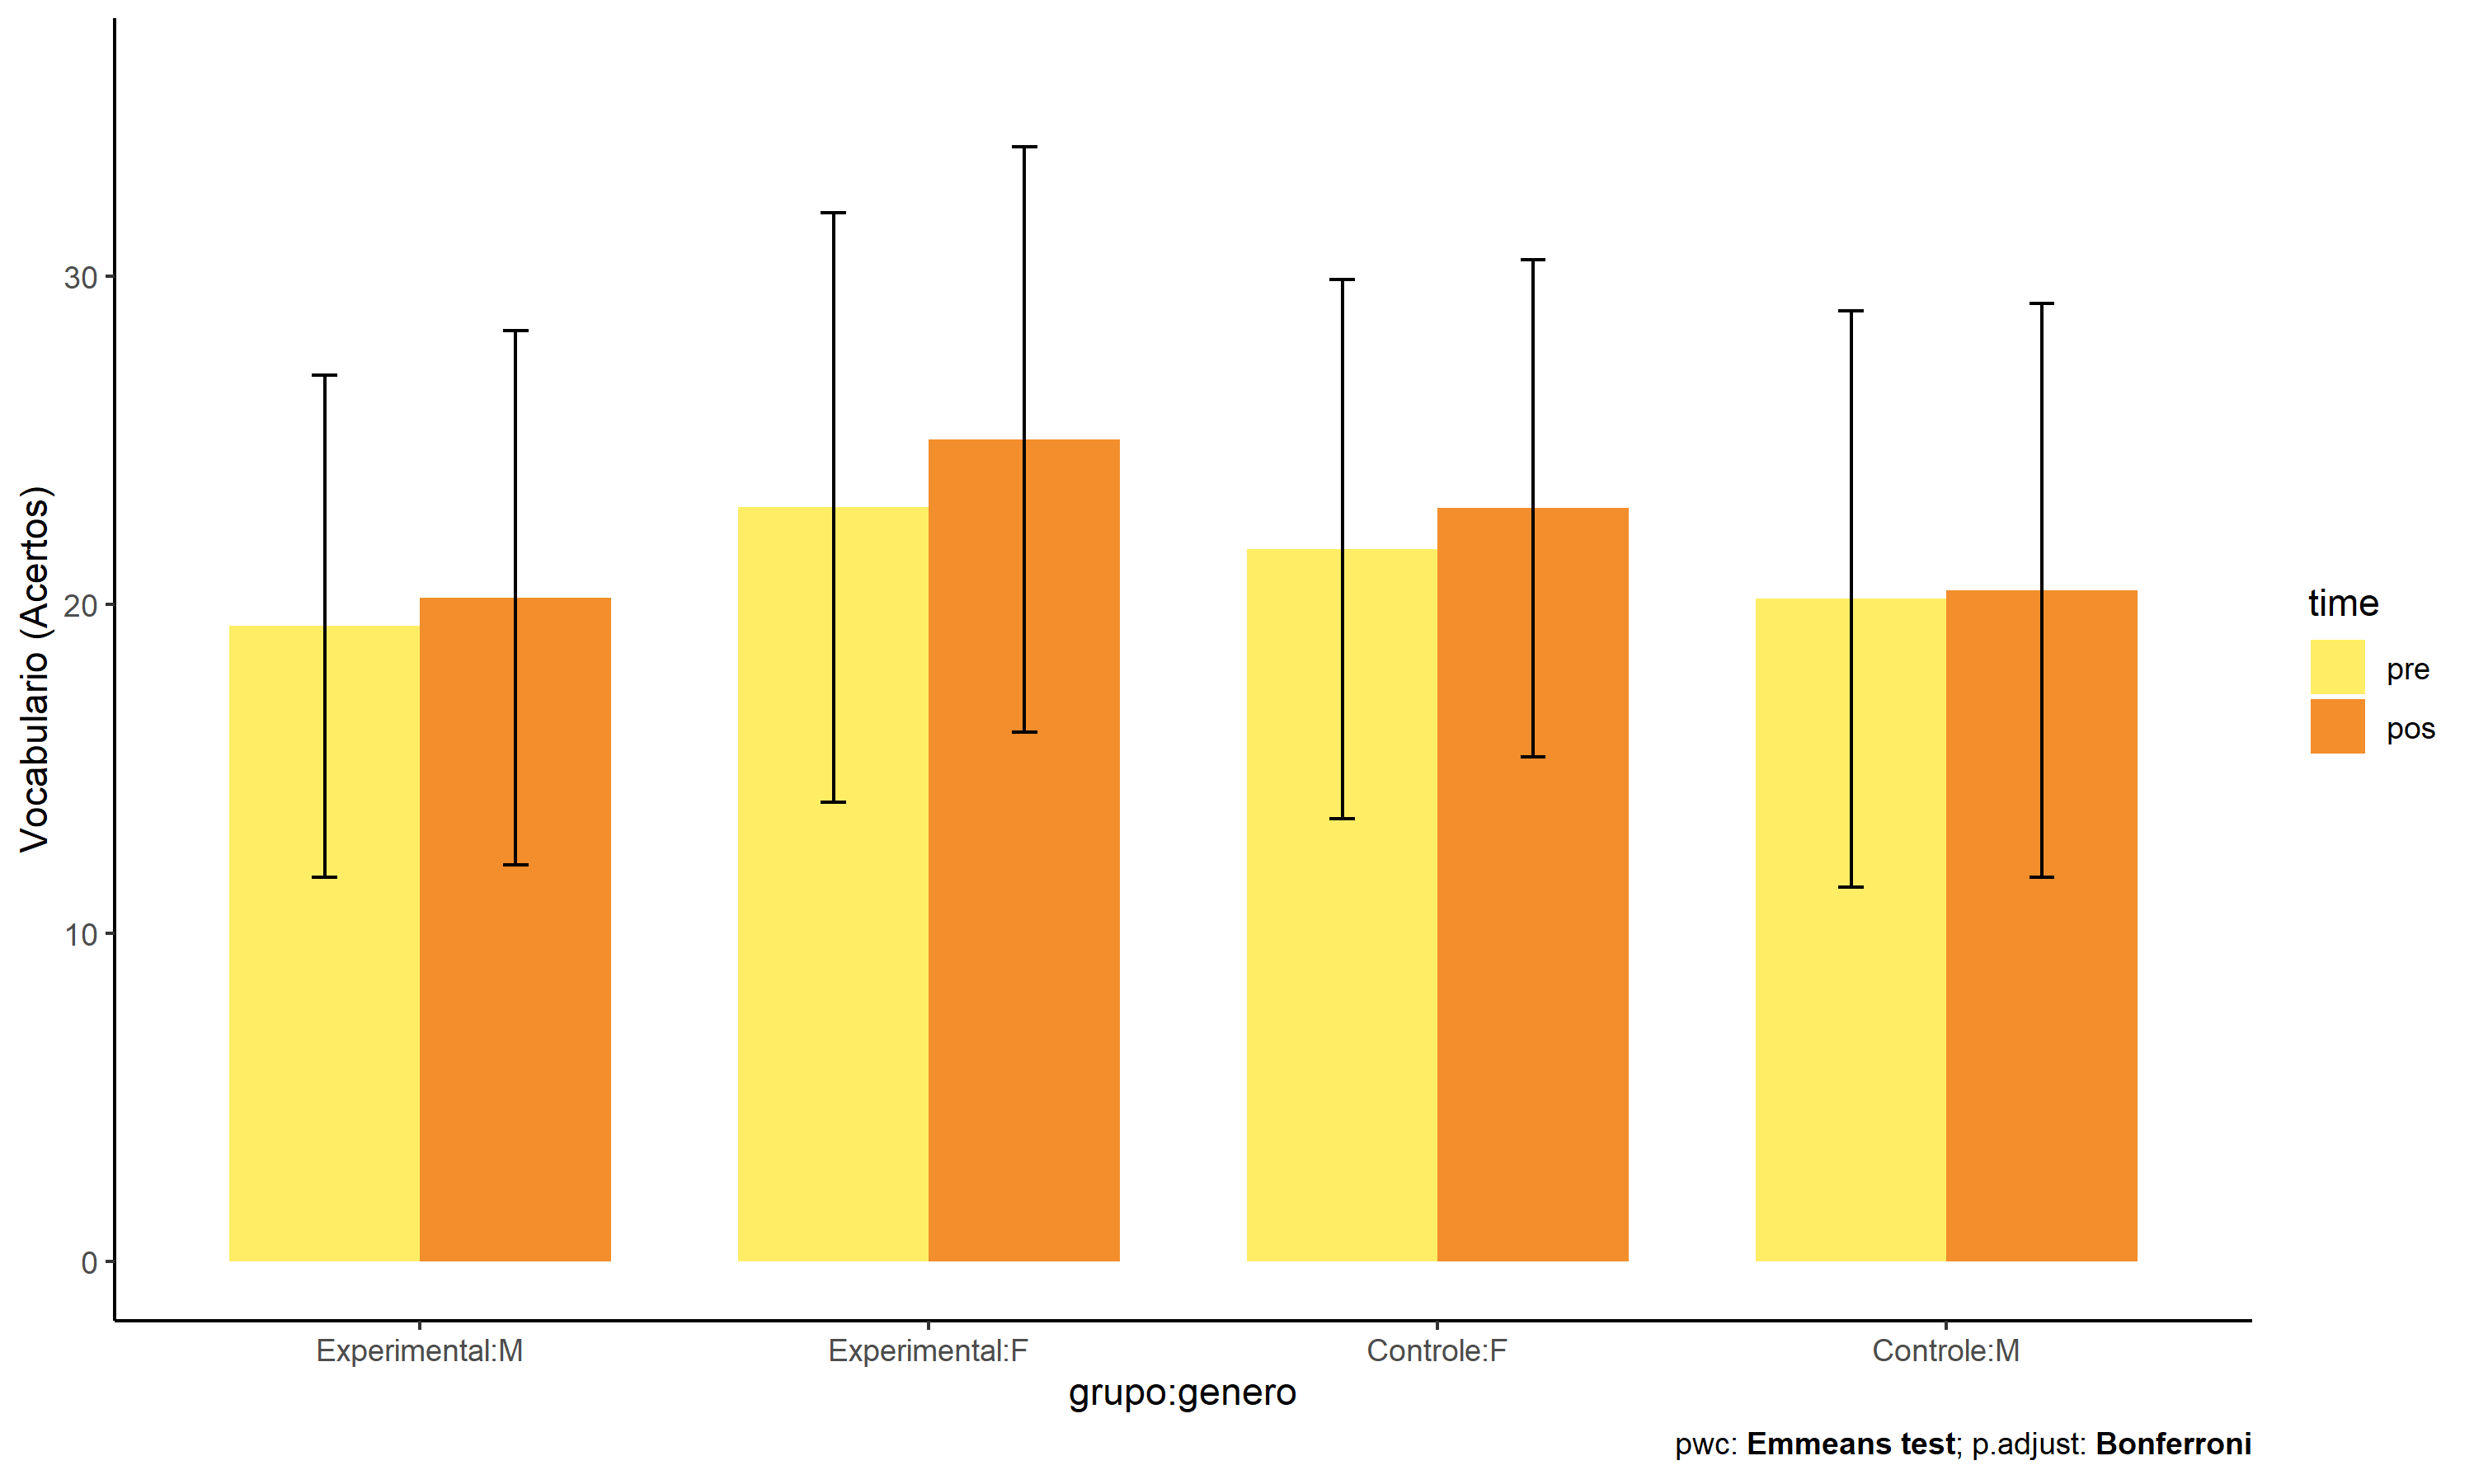 Vocabulario (Acertos)
30
20
10
0
Experimental:M
Experimental:F
Controle:F
Controle:M
grupo:genero
time
pre
pos
pwc: Emmeans test; p.adjust: Bonferroni